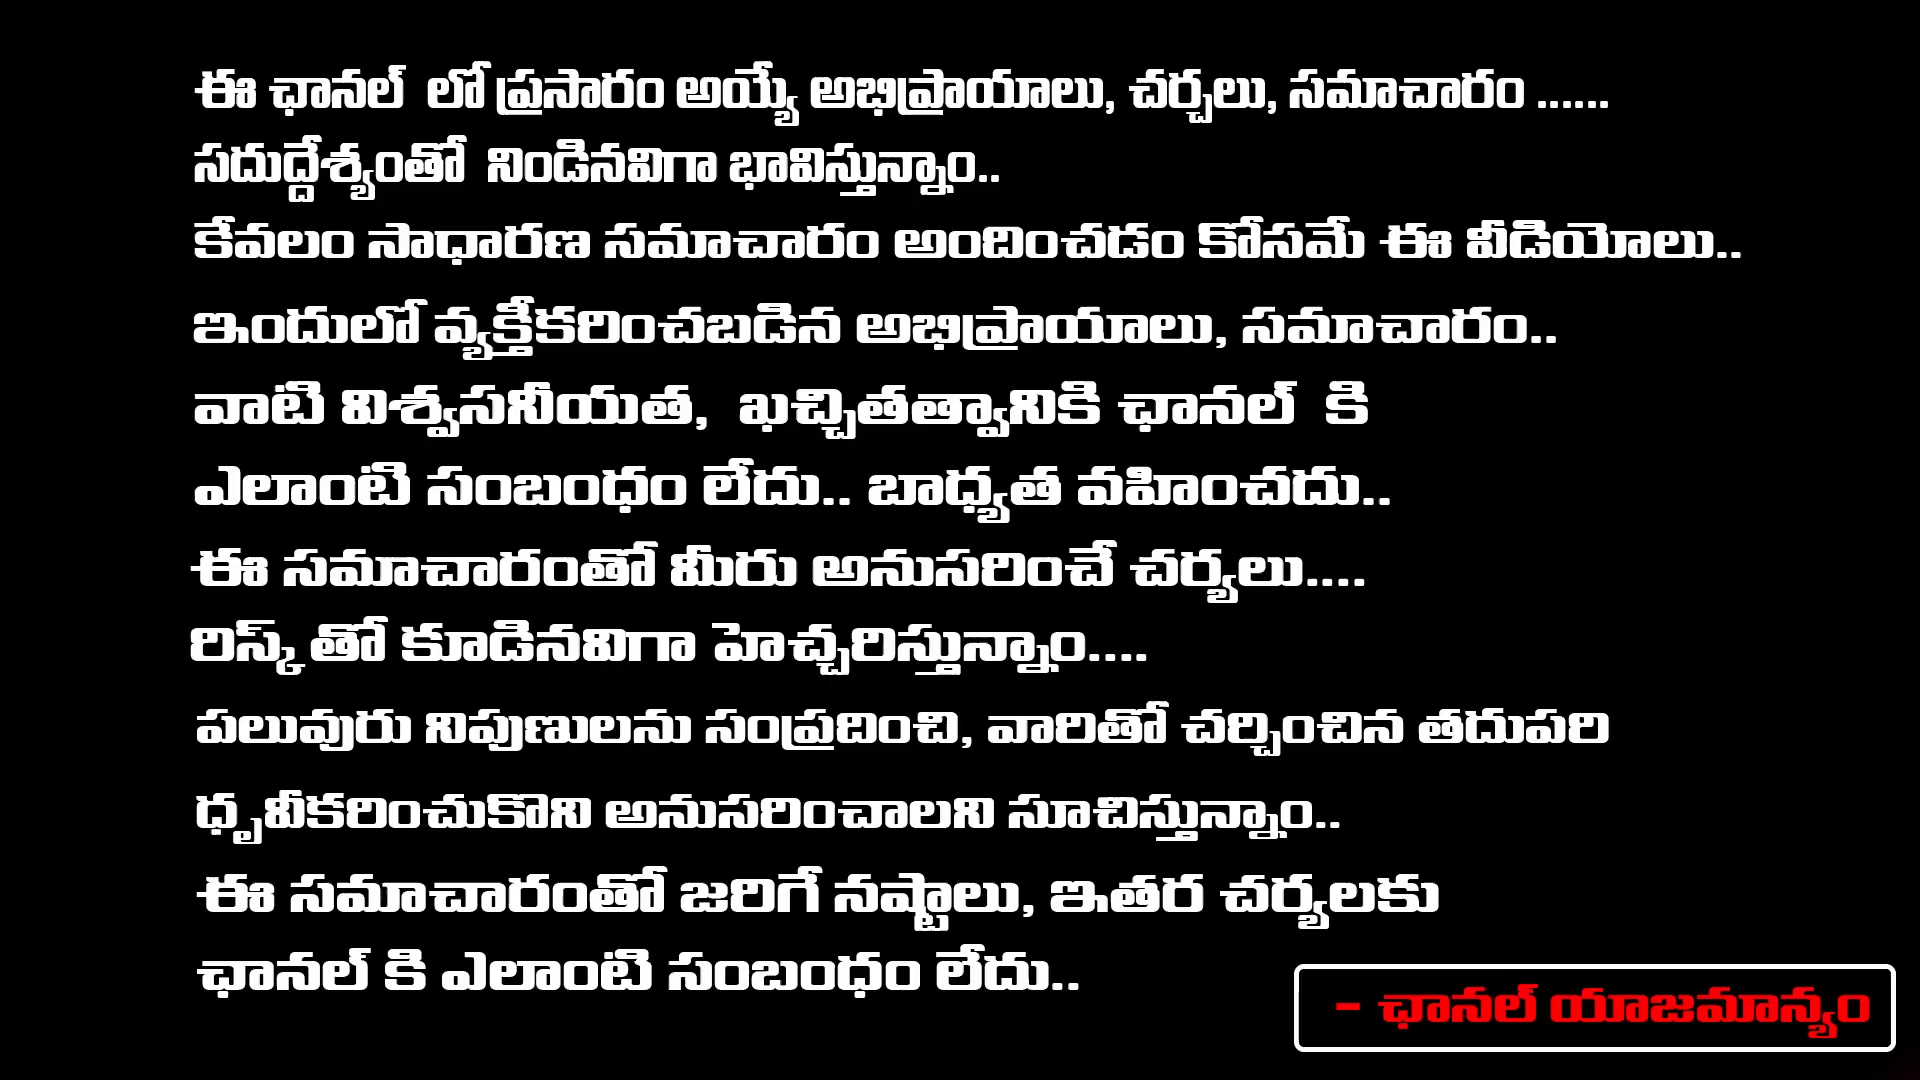 ఈ ఛానల్ లో ప్రసారం అయ్యే అభిప్రాయాలు, చర్చలు, సమాచారం ......
సదుద్దేశ్యంతో నిండినవిగా భావిస్తున్నాం..
కేవలం సాధారణ సమాచారం అందించడం కోసమే ఈ వీడియోలు..
ఇందులో వ్యక్తీకరించబడిన అభిప్రాయాలు, సమాచారం..
వాటి విశ్వసనీయత, ఖచ్చితత్వానికి ఛానల్ కి
ఎలాంటి సంబంధం లేదు.. బాధ్యత వహించదు..
ఈ సమాచారంతో మీరు అనుసరించే చర్యలు....
రిస్క్ తో కూడినవిగా హెచ్చరిస్తున్నాం....
పలువురు నిపుణులను సంప్రదించి, వారితో చర్చించిన తదుపరి
ధృవీకరించుకొని అనుసరించాలని సూచిస్తున్నాం..
ఈ సమాచారంతో జరిగే నష్టాలు, ఇతర చర్యలకు
ఛానల్ కి ఎలాంటి సంబంధం లేదు..
- ఛానల్ యాజమాన్యం